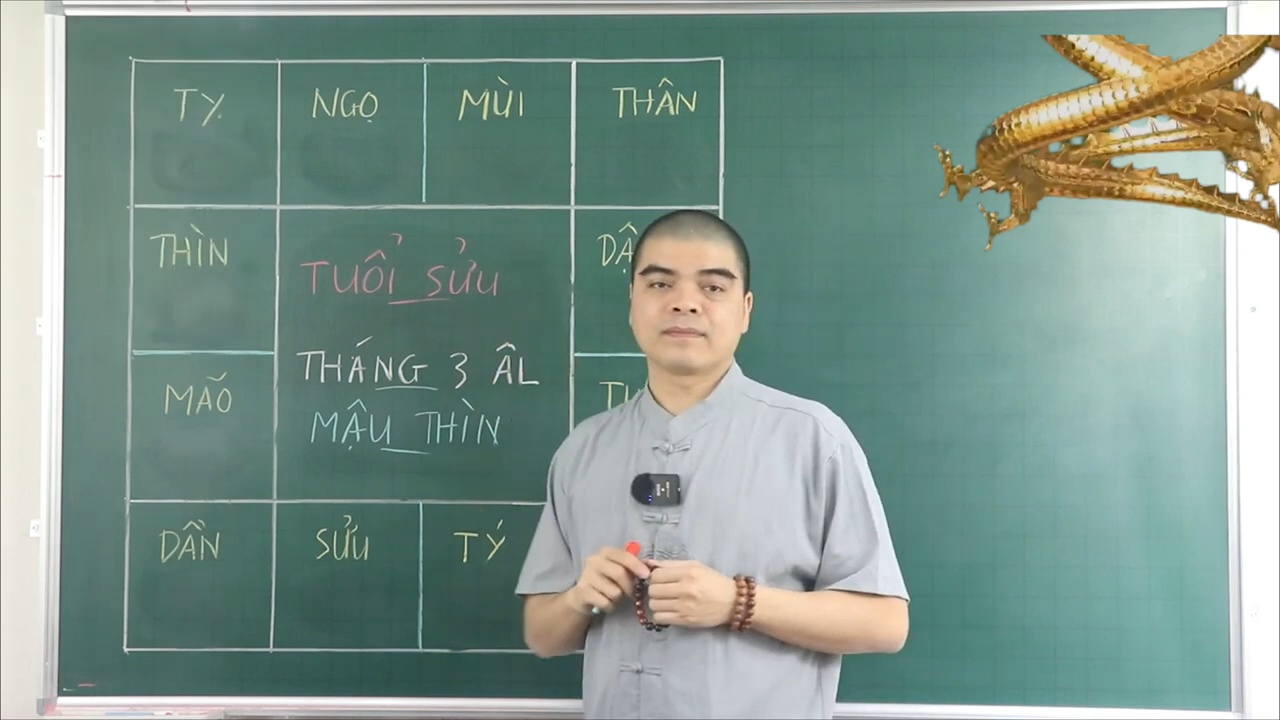 TỴ NGỌ MÙI THÂN
THÌN
TUỔI SỬU
THÁNG 3 ÂL
MÃO
MẬU THÌN
DẦN SỬU TÝ